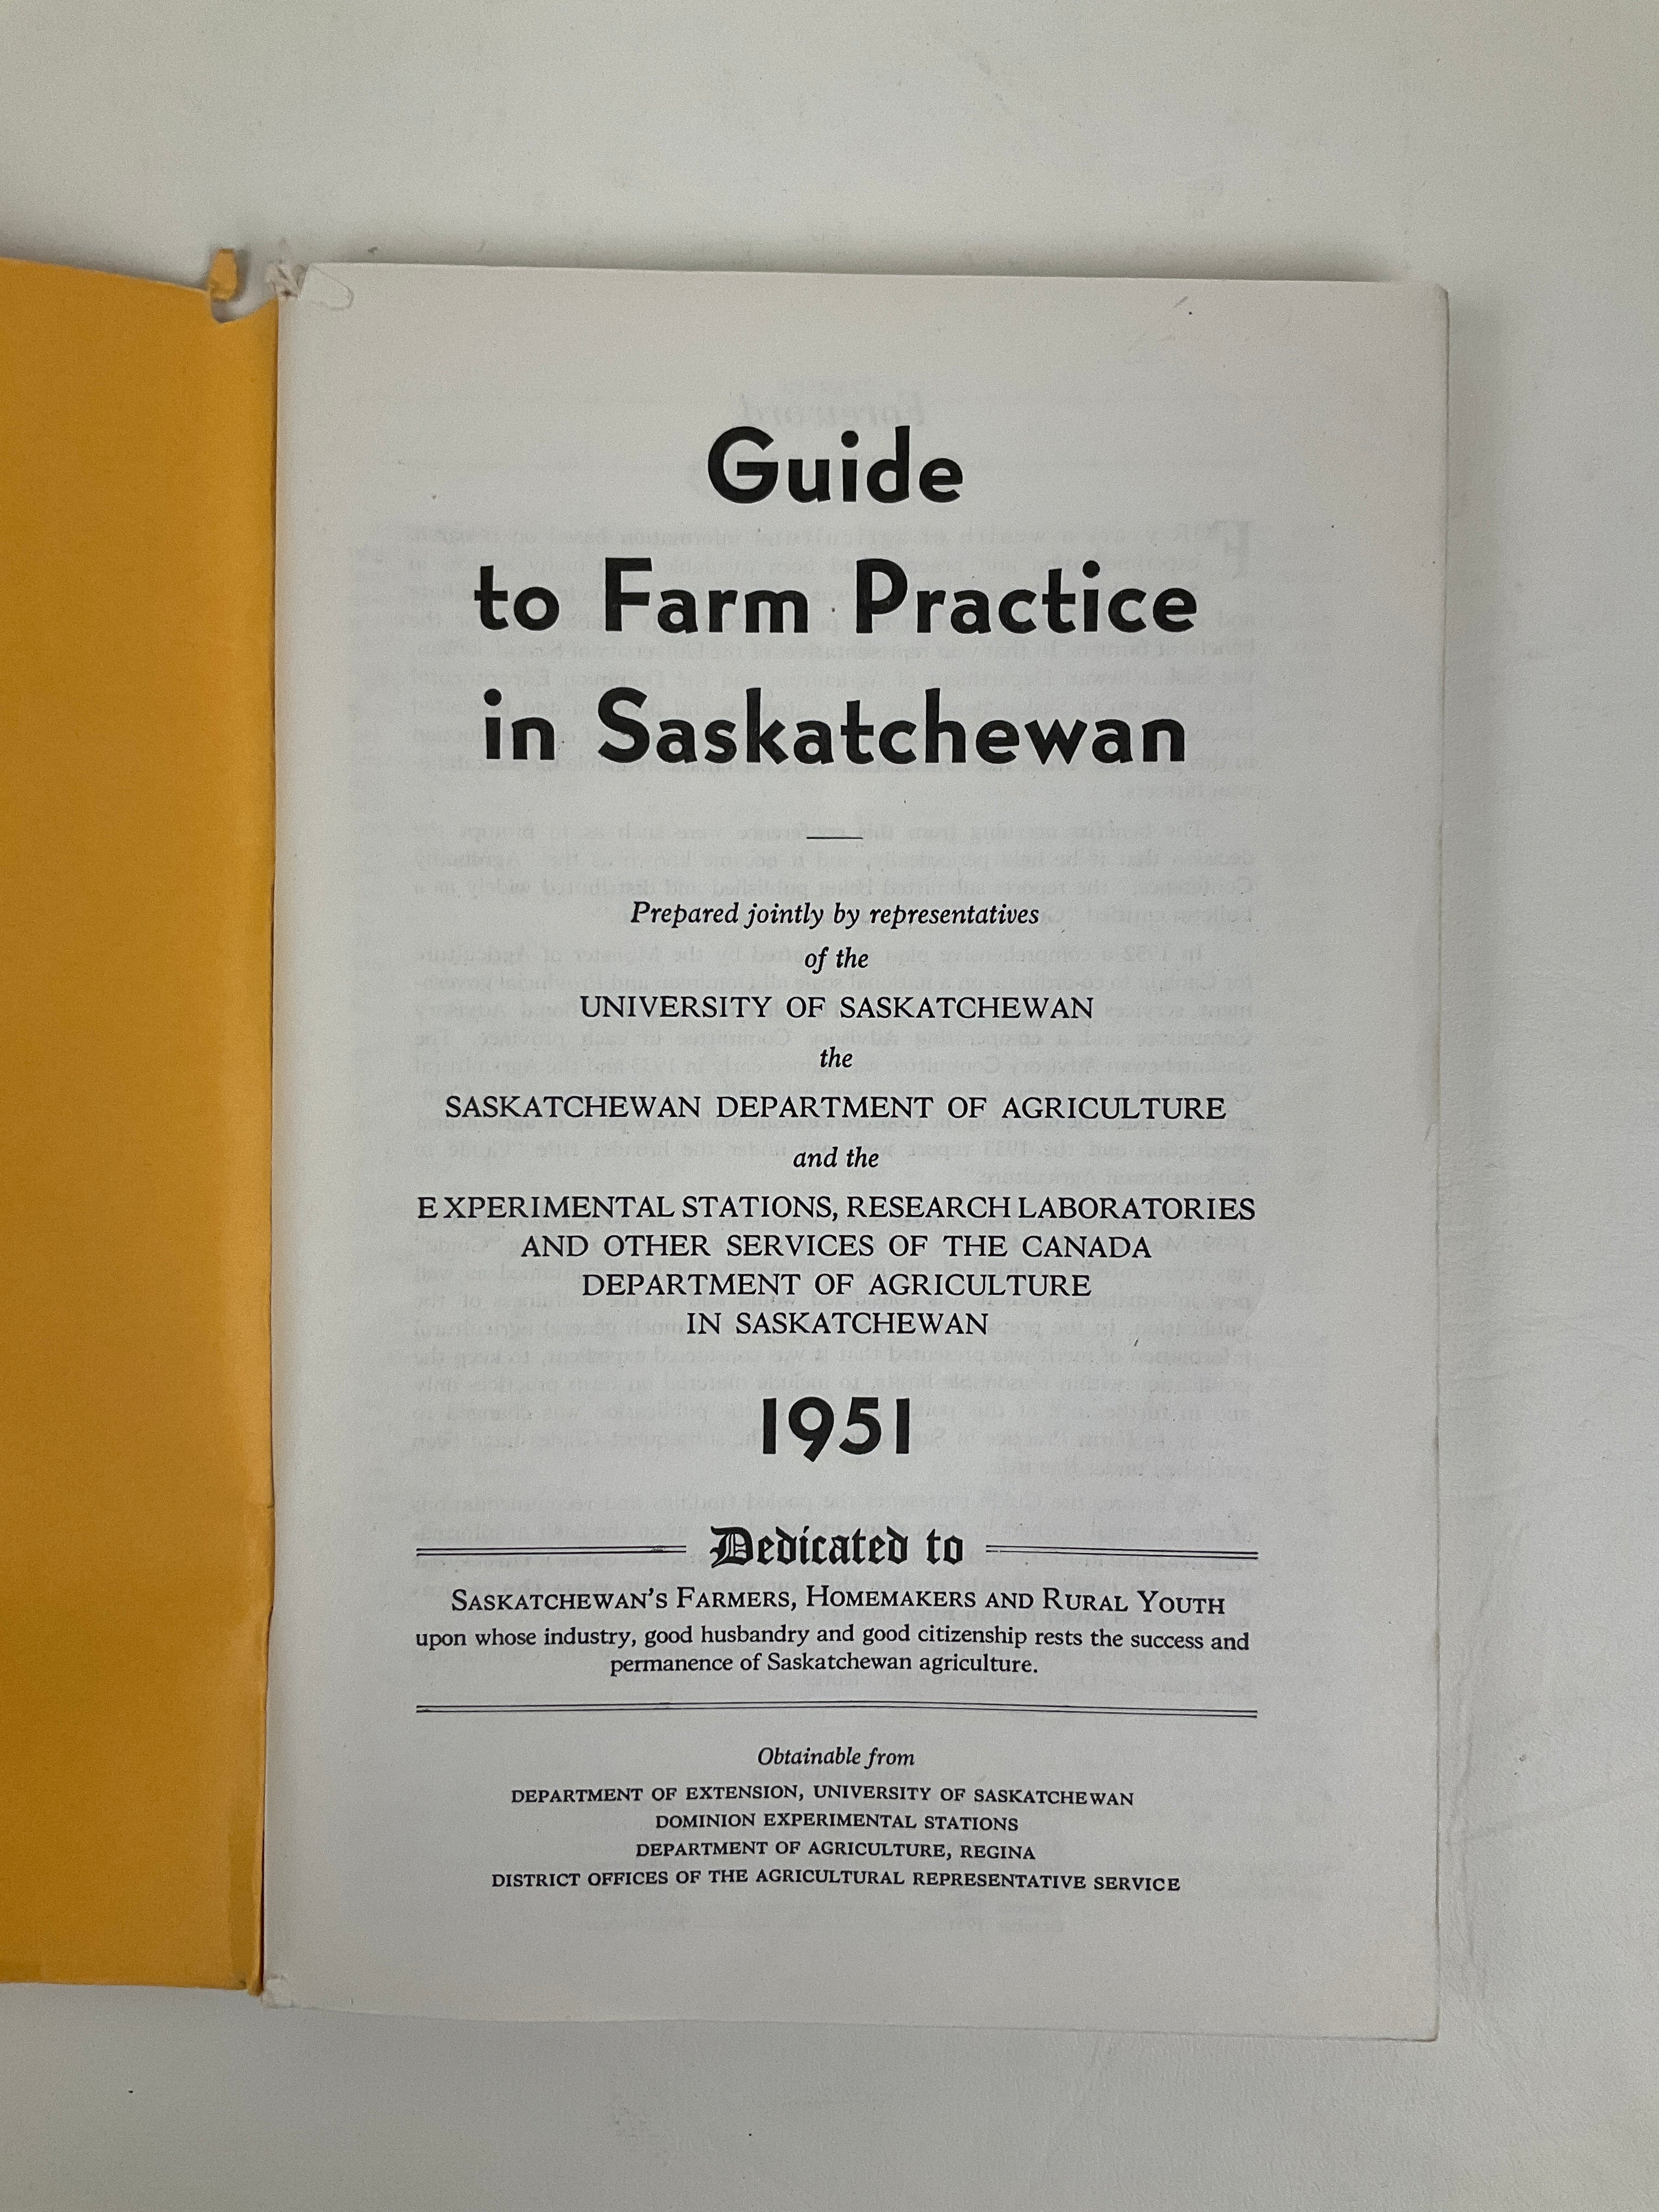 Guide
to Farm Practice
in Saskatchewan
Prepared jointly by representatives
of the
UNIVERSITY OF SASKATCHEWAN
the
SASKATCHEWAN DEPARTMENT OF AGRICULTURE
and the
EXPERIMENTAL STATIONS, RESEARCH LABORATORIES
AND OTHER SERVICES OF THE CANADA
DEPARTMENT OF AGRICULTURE
IN SASKATCHEWAN
1951
Dedicated to
SASKATCHEWAN'S FARMERS, HOMEMAKERS AND RURAL YOUTH
upon whose industry, good husbandry and good citizenship rests the success and
permanence of Saskatchewan agriculture.
Obtainable from
DEPARTMENT OF EXTENSION, UNIVERSITY OF SASKATCHEWAN
DOMINION EXPERIMENTAL STATIONS
DEPARTMENT OF AGRICULTURE, REGINA
DISTRICT OFFICES OF THE AGRICULTURAL REPRESENTATIVE SERVICE